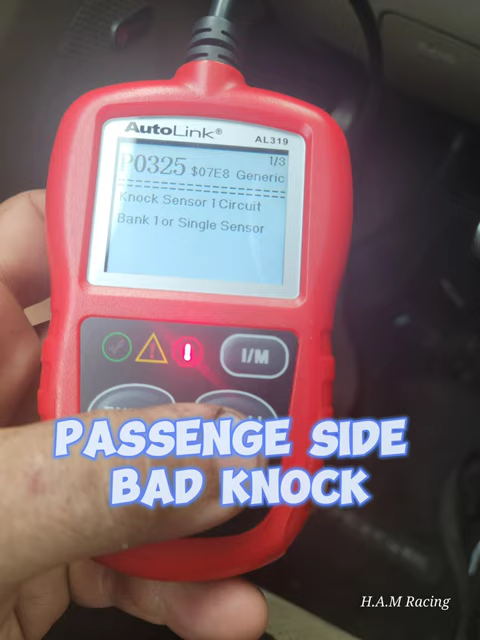 AutoLink®
AL319
1/3
P0325 $07E8 Generic
Knock Sensor 1 Circuit
Bank 1 or Single Sensor
I/M
PASSENGE SIDE
BAD KNOCK
H.A.M Racing